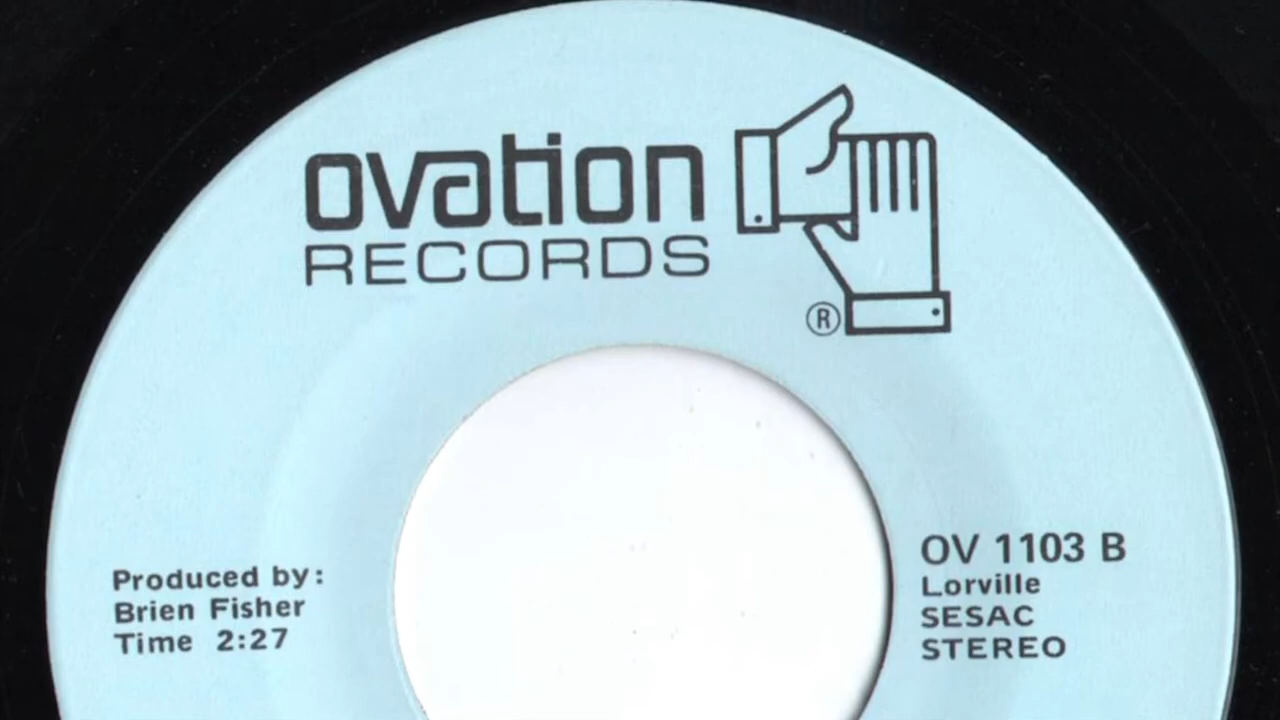 ovation
RECORDS
®
Produced by:
Brien Fisher
Time 2:27
OV 1103 B
Lorville
SESAC
STEREO